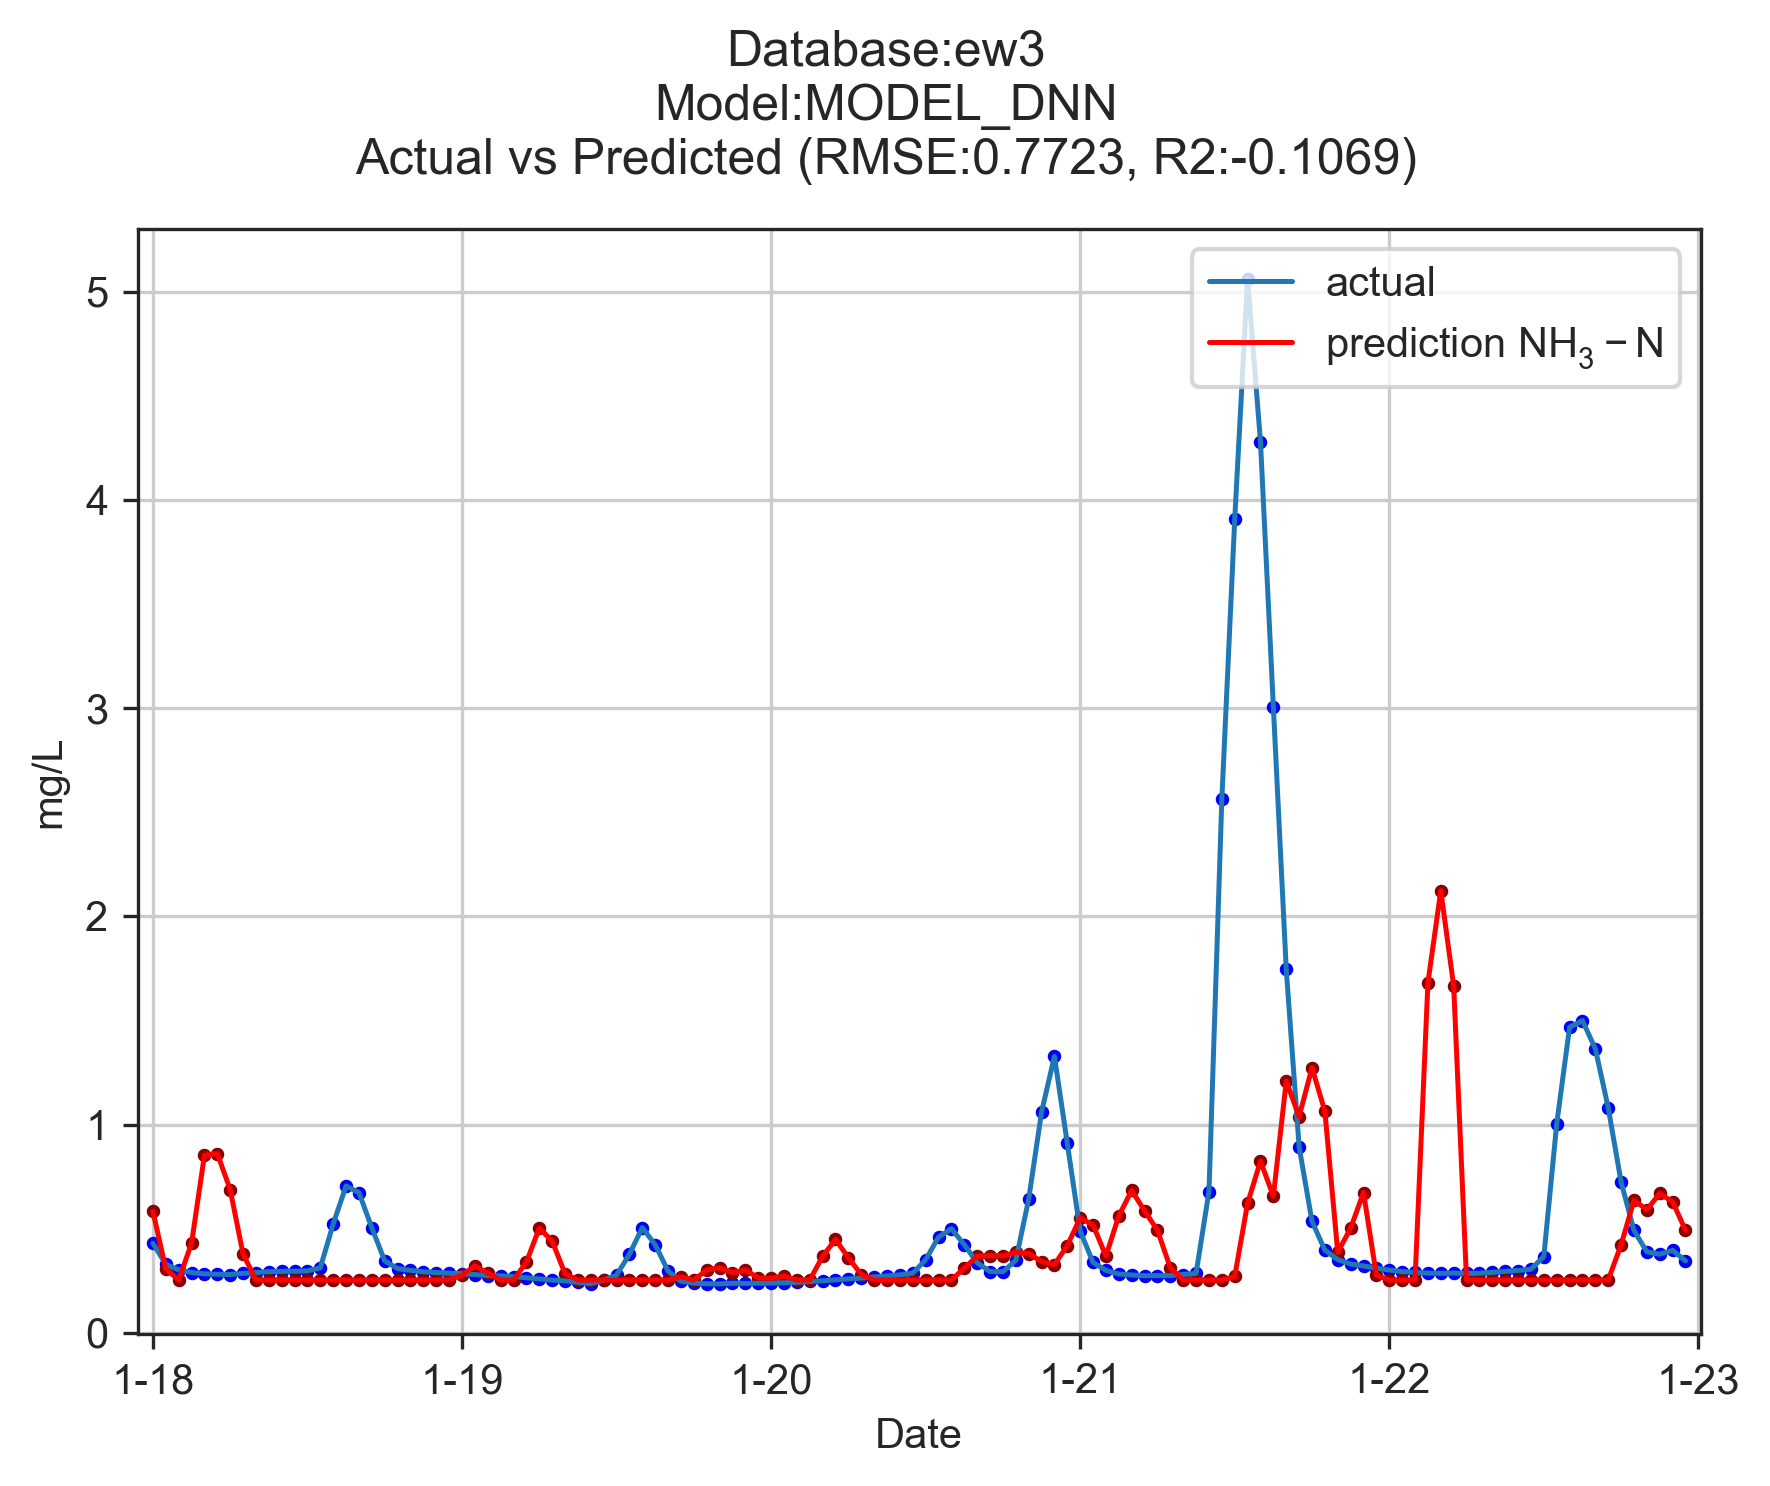 Database:ew3
Model:MODEL_DNN
Actual vs Predicted (RMSE:0.7723, R2:-0.1069)
actual
prediction NH₃ − N
5
4
3
2
1
0
mg/L
1-18 1-19 1-20 1-21 1-22 1-23
Date